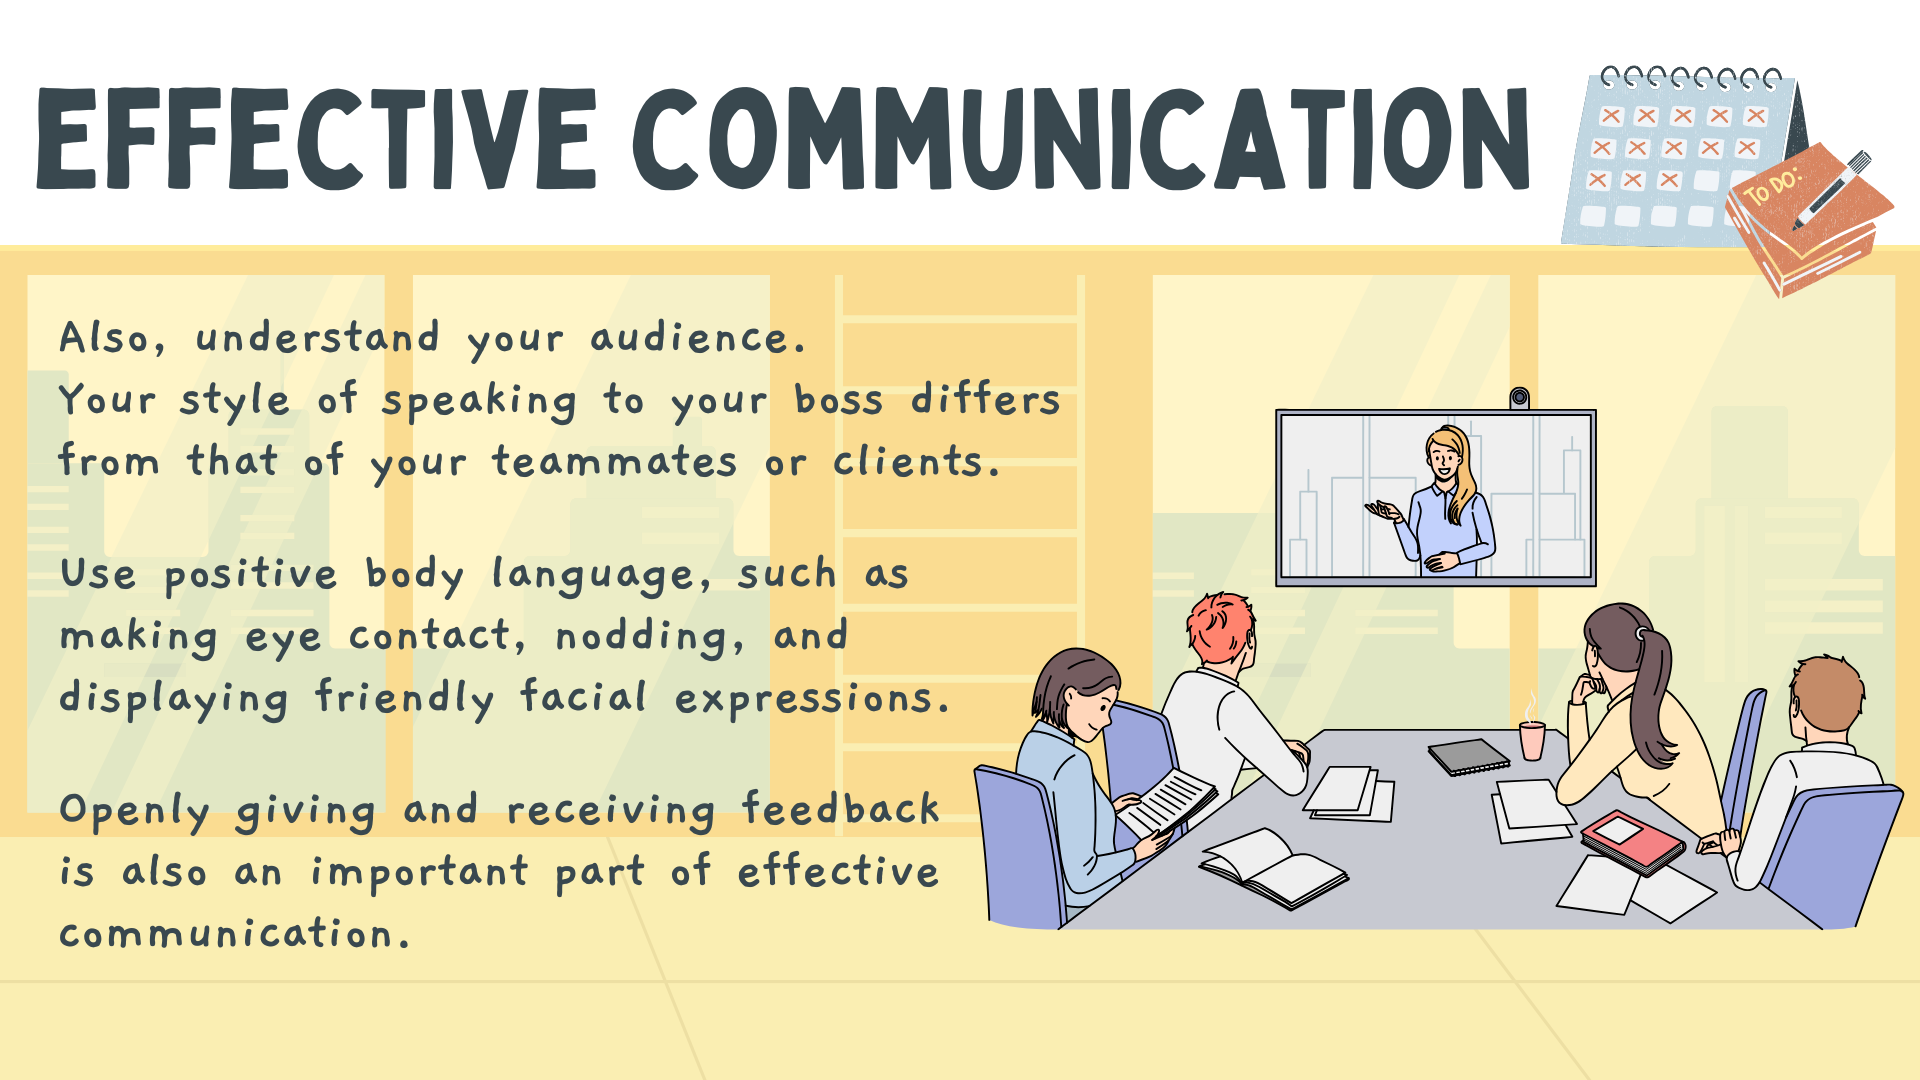 EFFECTIVE COMMUNICATION
TO DO:
Also, understand your audience.
Your style of speaking to your boss differs
from that of your teammates or clients.
Use positive body language, such as
making eye contact, nodding, and
displaying friendly facial expressions.
Openly giving and receiving feedback
is also an important part of effective
communication.